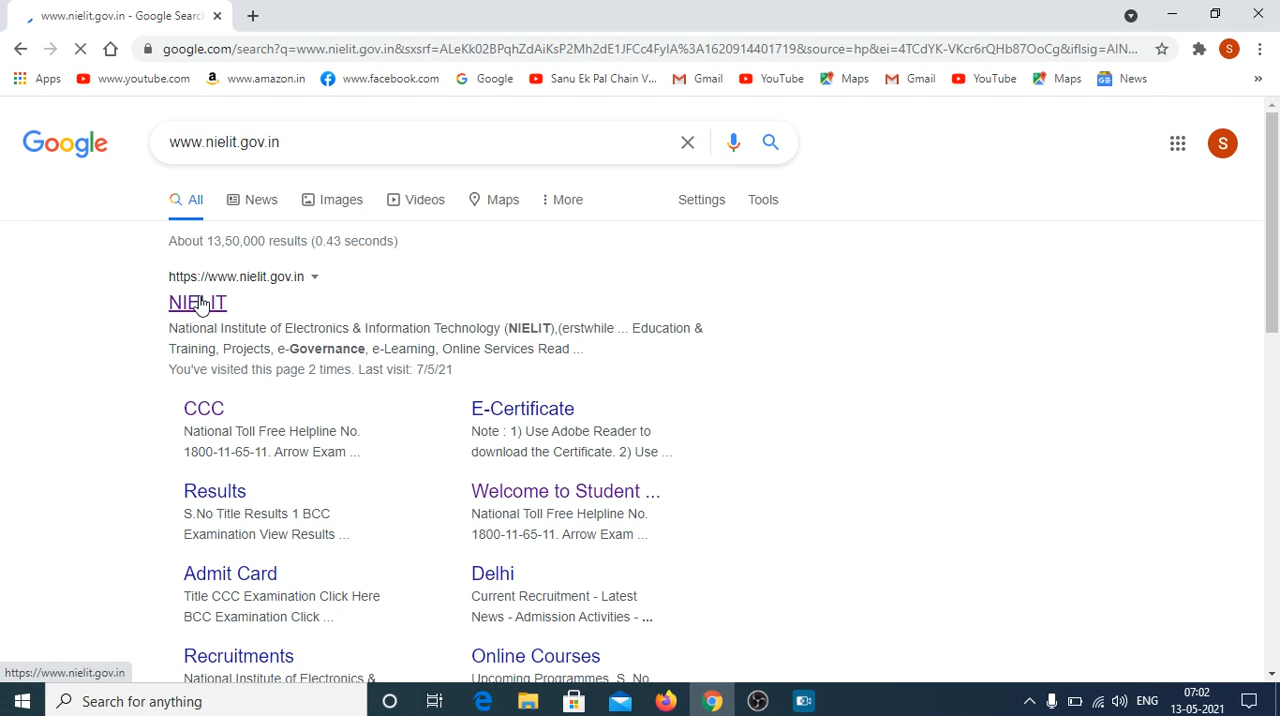 www.nielit.gov.in - Google Searc
google.com/search?q=www.nielit.gov.in&sxsrf=ALeKk02BPqhZdAiKsP2Mh2dE1JFCc4FyIA%3A1620914401719&source=hp&ei=4TCdYK-VKcr6rQHb87OoCg&iflsig=AIN...
Apps www.youtube.com www.amazon.in www.facebook.com Google Sanu Ek Pal Chain V... Gmail YouTube Maps Gmail YouTube Maps News »
Google
www.nielit.gov.in
S
All News Images Videos Maps More Settings Tools
About 13,50,000 results (0.43 seconds)
https://www.nielit.gov.in
NIELIT
National Institute of Electronics & Information Technology (NIELIT),(erstwhile ... Education &
Training, Projects, e-Governance, e-Learning, Online Services Read ...
You've visited this page 2 times. Last visit: 7/5/21
CCC
National Toll Free Helpline No.
1800-11-65-11. Arrow Exam ...
E-Certificate
Note : 1) Use Adobe Reader to
download the Certificate. 2) Use ...
Results
S.No Title Results 1 BCC
Examination View Results ...
Welcome to Student ...
National Toll Free Helpline No.
1800-11-65-11. Arrow Exam ...
Admit Card
Title CCC Examination Click Here
BCC Examination Click ...
Delhi
Current Recruitment - Latest
News - Admission Activities - ...
Recruitments
National Institute of Electronics &
Online Courses
Upcoming Programmes. S. No
https://www.nielit.gov.in
Search for anything
ENG
07:02
13-05-2021